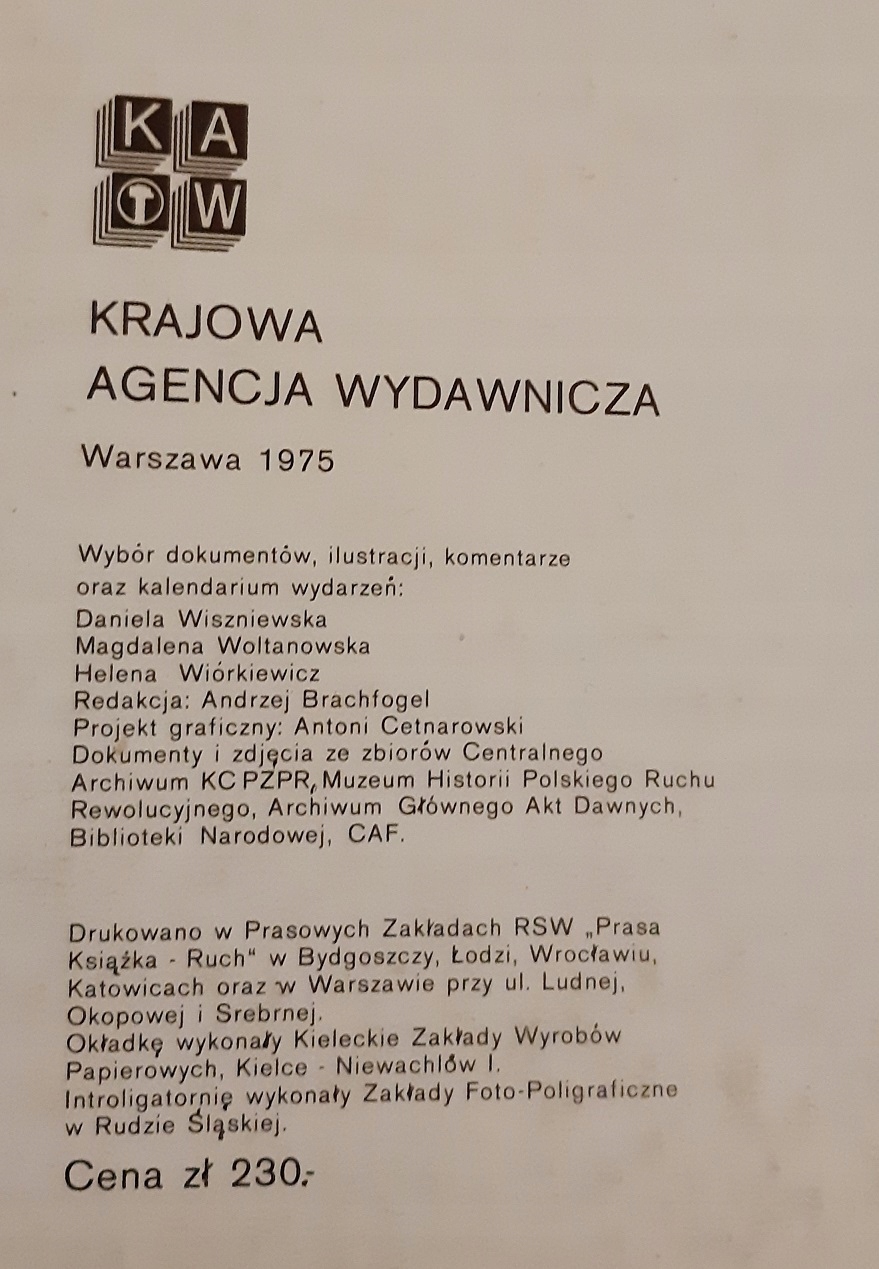 K A
W
KRAJOWA
AGENCJA WYDAWNICZA
Warszawa 1975
Wybór dokumentów, ilustracji, komentarze
oraz kalendarium wydarzeń:
Daniela Wiszniewska
Magdalena Woltanowska
Helena Wiórkiewicz
Redakcja: Andrzej Brachfogel
Projekt graficzny: Antoni Cetnarowski
Dokumenty i zdjęcia ze zbiorów Centralnego
Archiwum KC PZPR, Muzeum Historii Polskiego Ruchu
Rewolucyjnego, Archiwum Głównego Akt Dawnych,
Biblioteki Narodowej, CAF.
Drukowano w Prasowych Zakładach RSW „Prasa
Książka - Ruch“ w Bydgoszczy, Łodzi, Wrocławiu,
Katowicach oraz w Warszawie przy ul. Ludnej,
Okopowej i Srebrnej.
Okładkę wykonały Kieleckie Zakłady Wyrobów
Papierowych, Kielce - Niewachlów I.
Introligatornię wykonały Zakłady Foto-Poligraficzne
w Rudzie Śląskiej.
Cena zł 230.-